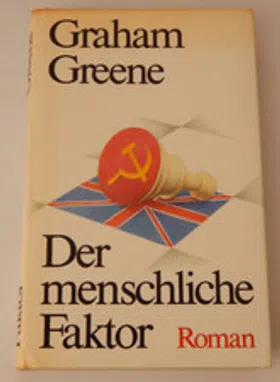 Graham
Greene
Der
menschliche
Faktor Roman